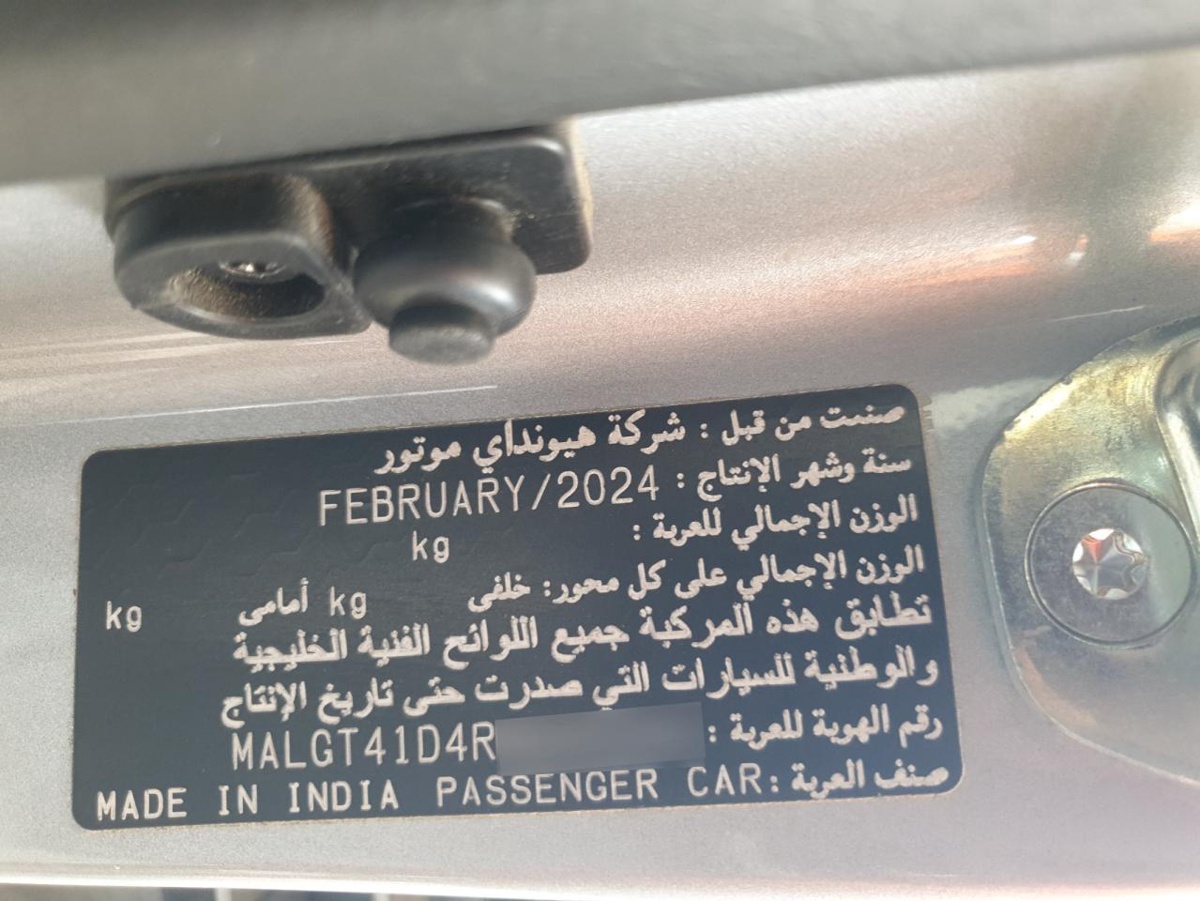 صنعت من قبل : شركة هيونداي موتور
سنة وشهر الإنتاج : FEBRUARY/2024
الوزن الإجمالي للعربة : kg
الوزن الإجمالي على كل محور: خلفى kg أمامى kg
تطابق هذه المركبة جميع اللوائح الفنية الخليجية
والوطنية للسيارات التي صدرت حتى تاريخ الإنتاج
رقم الهوية للعربة : MALGT41D4R
صنف العربة : PASSENGER CAR MADE IN INDIA